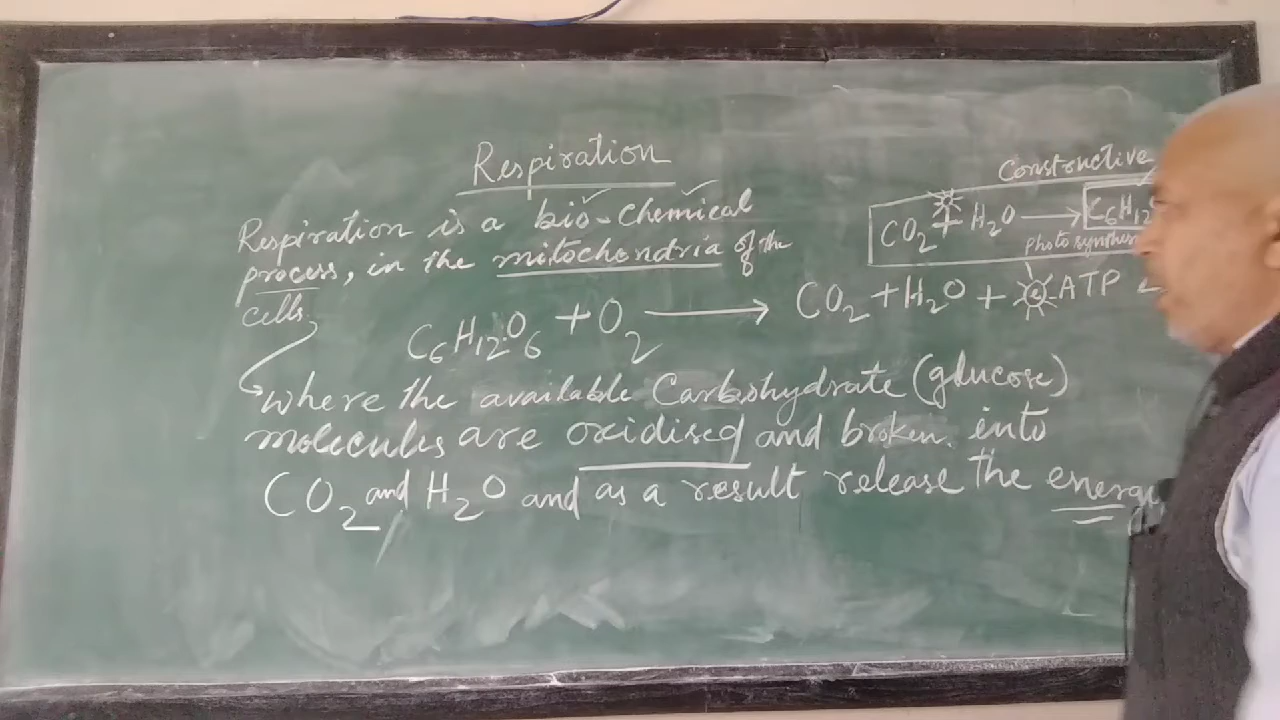 Respiration
Respiration is a bio-chemical
process, in the mitochondria of the
cells.
C6H12O6 + O2 → CO2 + H2O + ATP
where the available Carbohydrate (glucose)
molecules are oxidised and broken into
CO2 and H2O and as a result release the energy
Constructive
CO2 + H2O → C6H12
photosynthes